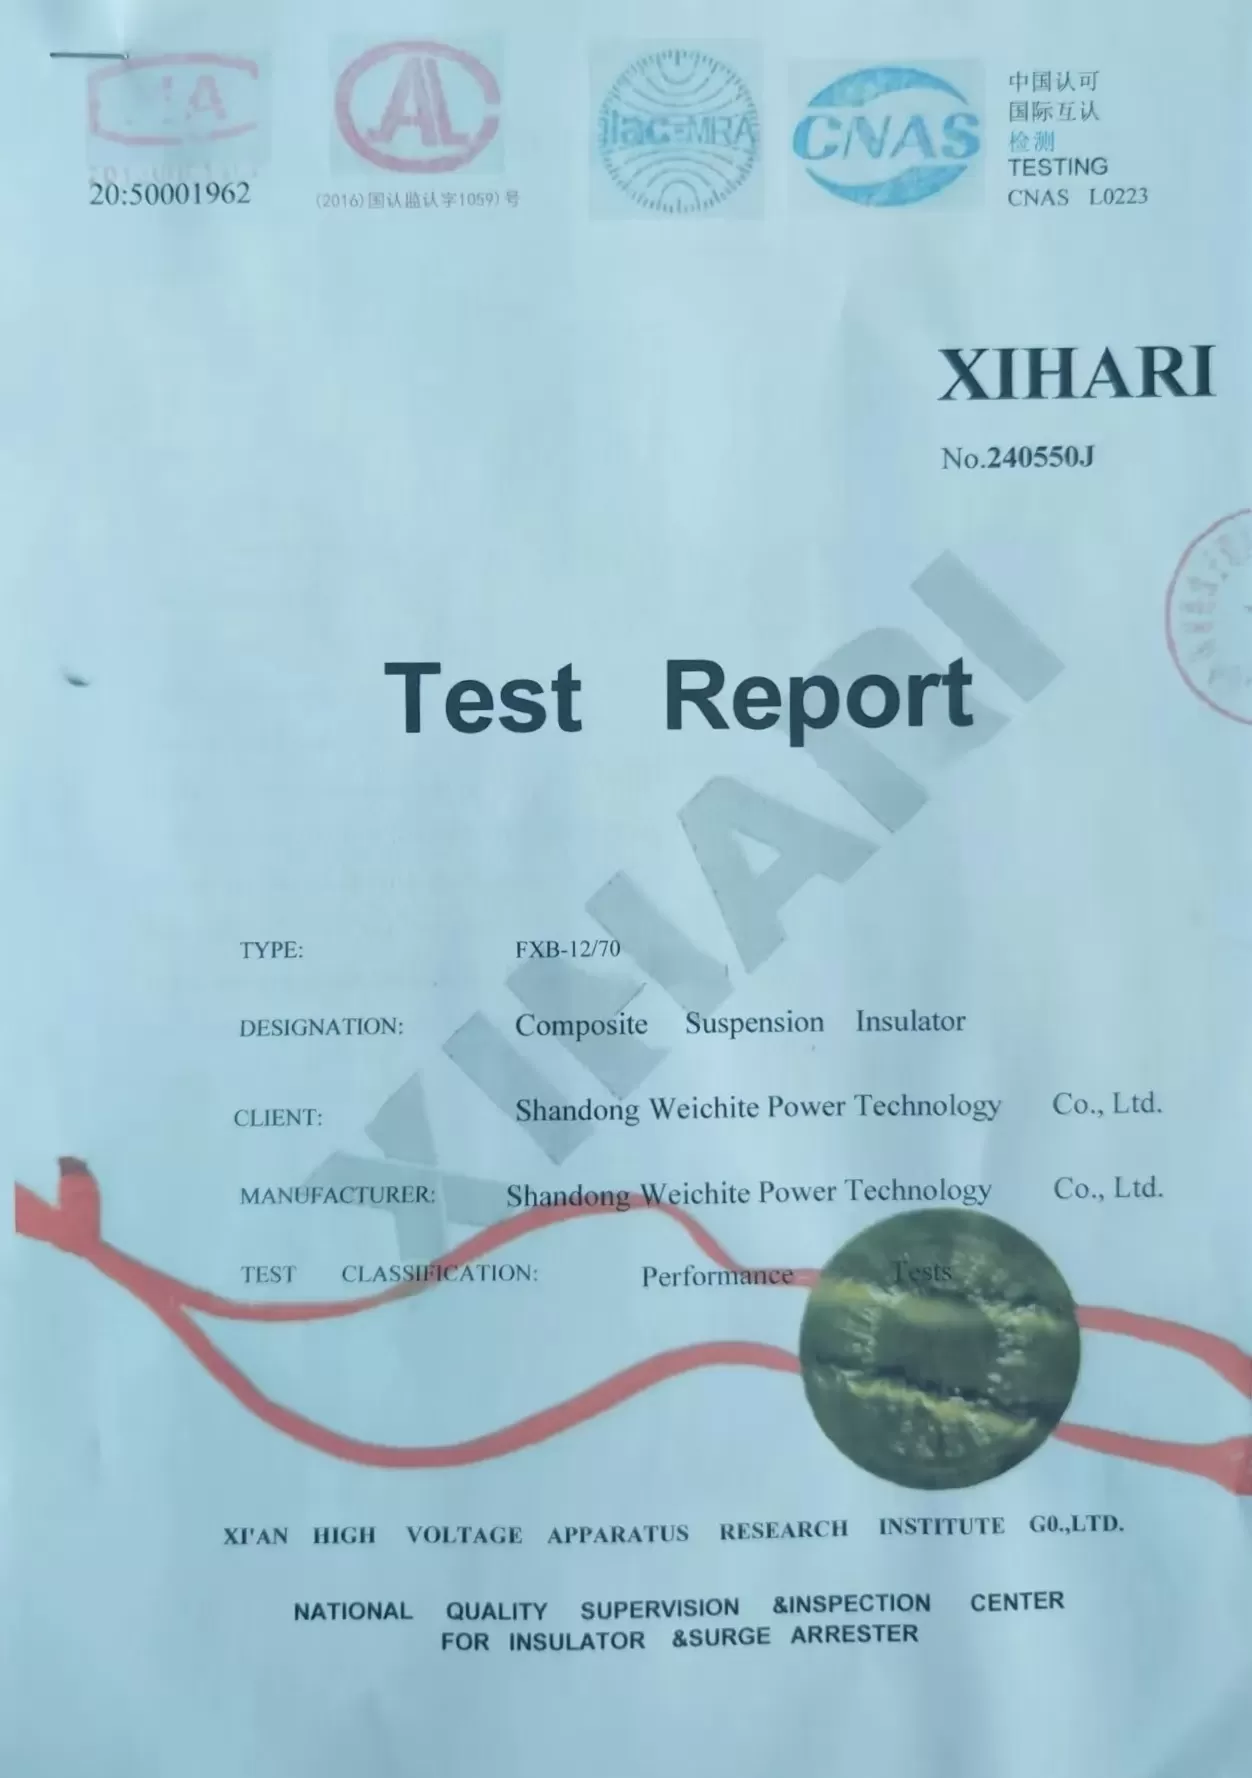 20:50001962
(2016)国认监认字1059)号
ilac-MRA
CNAS
中国认可
国际互认
检测
TESTING
CNAS L0223
XIHARI
No.240550J
Test Report
XIHARI
TYPE: FXB-12/70
DESIGNATION: Composite Suspension Insulator
CLIENT: Shandong Weichite Power Technology Co., Ltd.
MANUFACTURER: Shandong Weichite Power Technology Co., Ltd.
TEST CLASSIFICATION: Performance Tests
XI'AN HIGH VOLTAGE APPARATUS RESEARCH INSTITUTE G0.,LTD.
NATIONAL QUALITY SUPERVISION &INSPECTION CENTER
FOR INSULATOR &SURGE ARRESTER